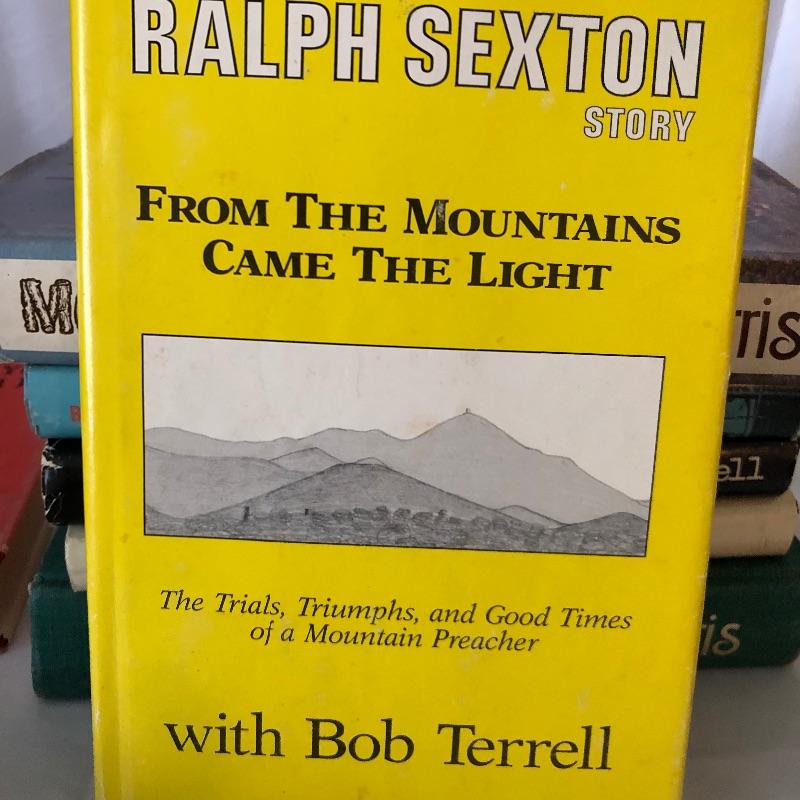 RALPH SEXTON
STORY
FROM THE MOUNTAINS
CAME THE LIGHT
The Trials, Triumphs, and Good Times
of a Mountain Preacher
with Bob Terrell